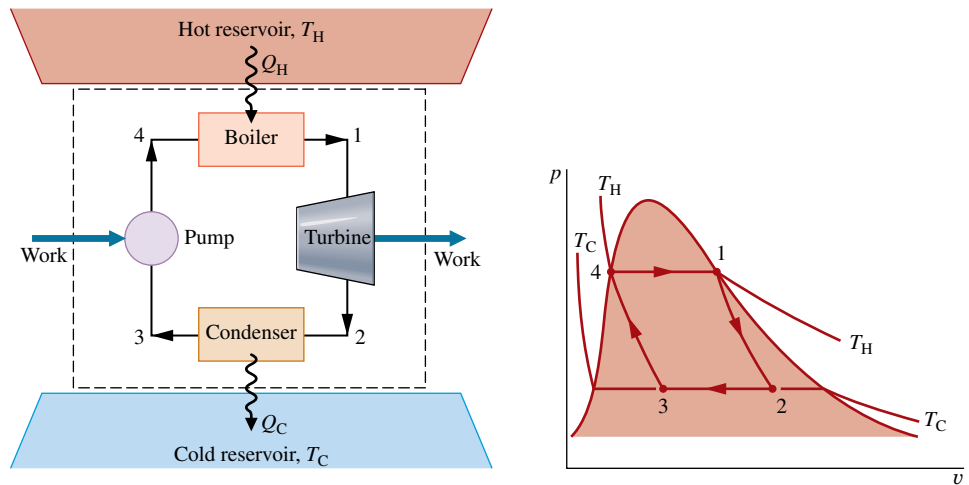 Hot reservoir, T_H
Q_H
4
Boiler
1
Work
Pump
Turbine
Work
3
Condenser
2
Q_C
Cold reservoir, T_C
p
T_H
T_C
4
1
T_H
3
2
T_C
v